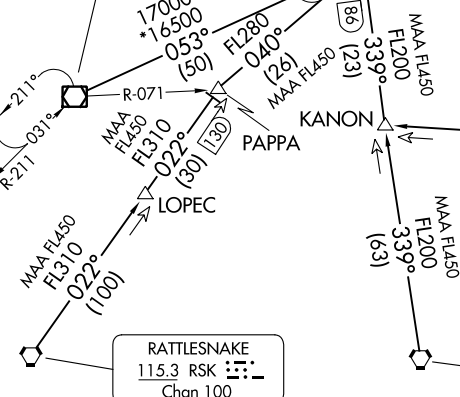 17000
*16500
053°
(50)
FL280
040°
(26)
MAA FL450
86
(23)
339°
FL200
MAA FL450
211°
031°
R-211
R-071
MAA
FL450
FL310
022°
(30)
130
PAPPA
KANON
LOPEC
MAA FL450
FL310
022°
(100)
(63)
339°
FL200
MAA FL450
RATTLESNAKE
115.3 RSK
Chan 100